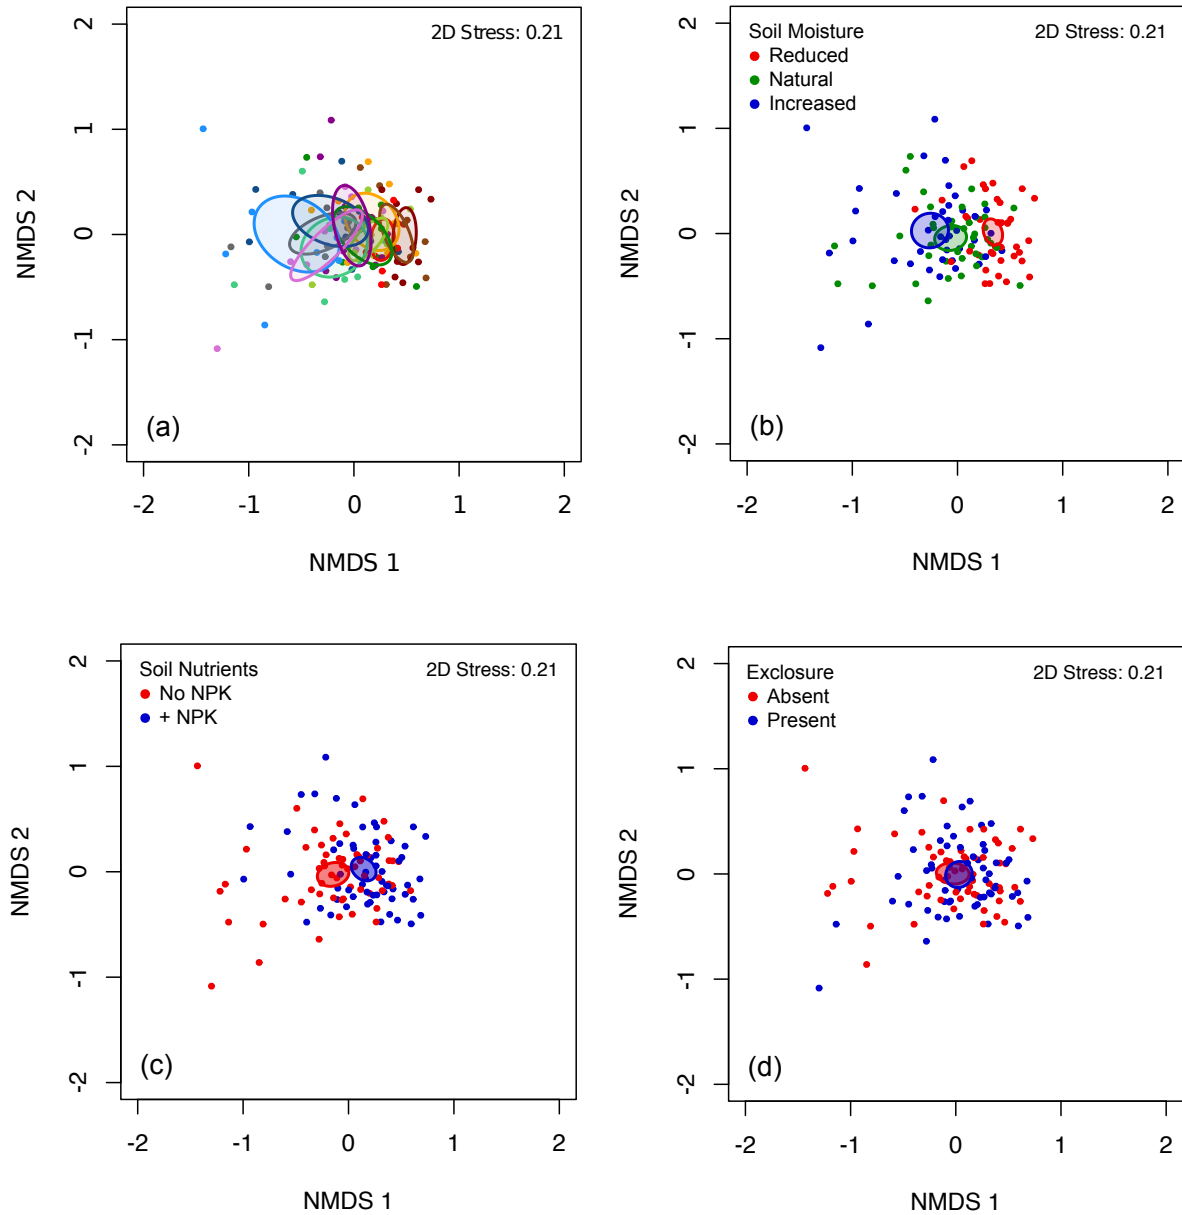 2D Stress: 0.21
2
1
0
-1
-2
NMDS 2
(a)
-2 -1 0 1 2
NMDS 1
Soil Moisture
2D Stress: 0.21
Reduced
Natural
Increased
2
1
0
-1
-2
NMDS 2
(b)
-2 -1 0 1 2
NMDS 1
Soil Nutrients
2D Stress: 0.21
No NPK
+ NPK
2
1
0
-1
-2
NMDS 2
(c)
-2 -1 0 1 2
NMDS 1
Exclosure
2D Stress: 0.21
Absent
Present
2
1
0
-1
-2
NMDS 2
(d)
-2 -1 0 1 2
NMDS 1